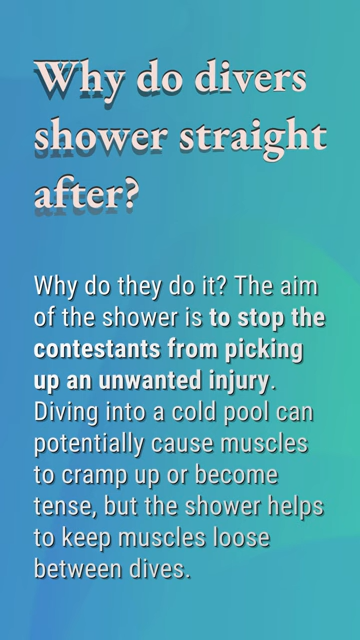 Why do divers
shower straight
after?
Why do they do it? The aim
of the shower is to stop the
contestants from picking
up an unwanted injury.
Diving into a cold pool can
potentially cause muscles
to cramp up or become
tense, but the shower helps
to keep muscles loose
between dives.